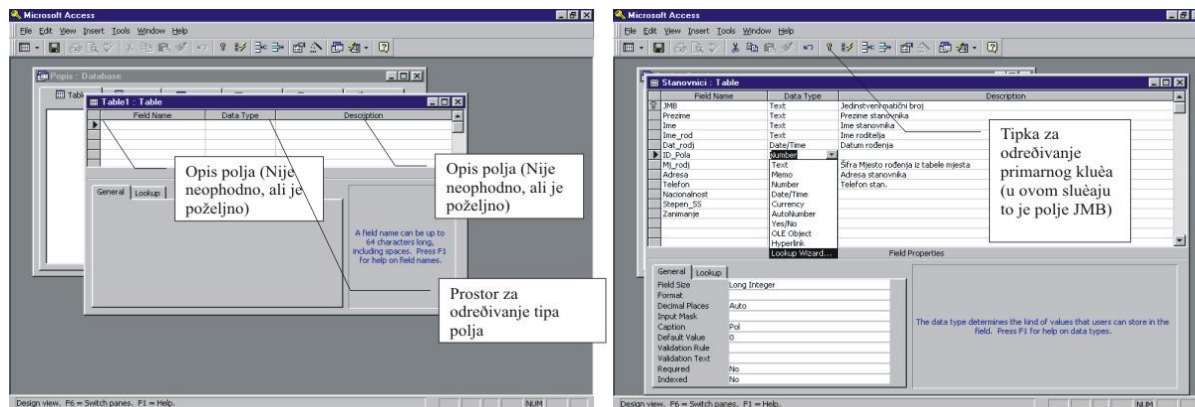 Microsoft Access
File Edit View Insert Tools Window Help
Popis : Database
Table1 : Table
Field Name Data Type Description
Opis polja (Nije
neophodno, ali je
poželjno)
Opis polja (Nije
neophodno, ali je
poželjno)
General Lookup
A field name can be up to
64 characters long,
including spaces. Press F1
for help on field names.
Prostor za
odreðivanje tipa
polja
Design view. F6 = Switch panes. F1 = Help. NUM
Microsoft Access
File Edit View Insert Tools Window Help
Stanovnici : Table
Field Name Data Type Description
JMB Text Jedinstveni matični broj
Prezime Text Prezime stanovnika
Ime Text Ime stanovnika
Ime_rod Text Ime roditelja
Dat_rodj Date/Time Datum rođenja
ID_Pola Number
Mj_rodj Text Šifra Mjesto rođenja iz tabele mjesta
Adresa Memo Adresa stanovnika
Telefon Number Telefon stan.
Nacionalnost Date/Time
Stepen_SS Currency
Zanimanje AutoNumber
Yes/No
OLE Object
Hyperlink
Lookup Wizard...
Tipka za
odreðivanje
primarnog kluèa
(u ovom sluèaju
to je polje JMB)
Field Properties
General Lookup
Field Size Long Integer
Format
Decimal Places Auto
Input Mask
Caption Pol
Default Value 0
Validation Rule
Validation Text
Required No
Indexed No
The data type determines the kind of values that users can store in the
field. Press F1 for help on data types.
Design view. F6 = Switch panes. F1 = Help. NUM